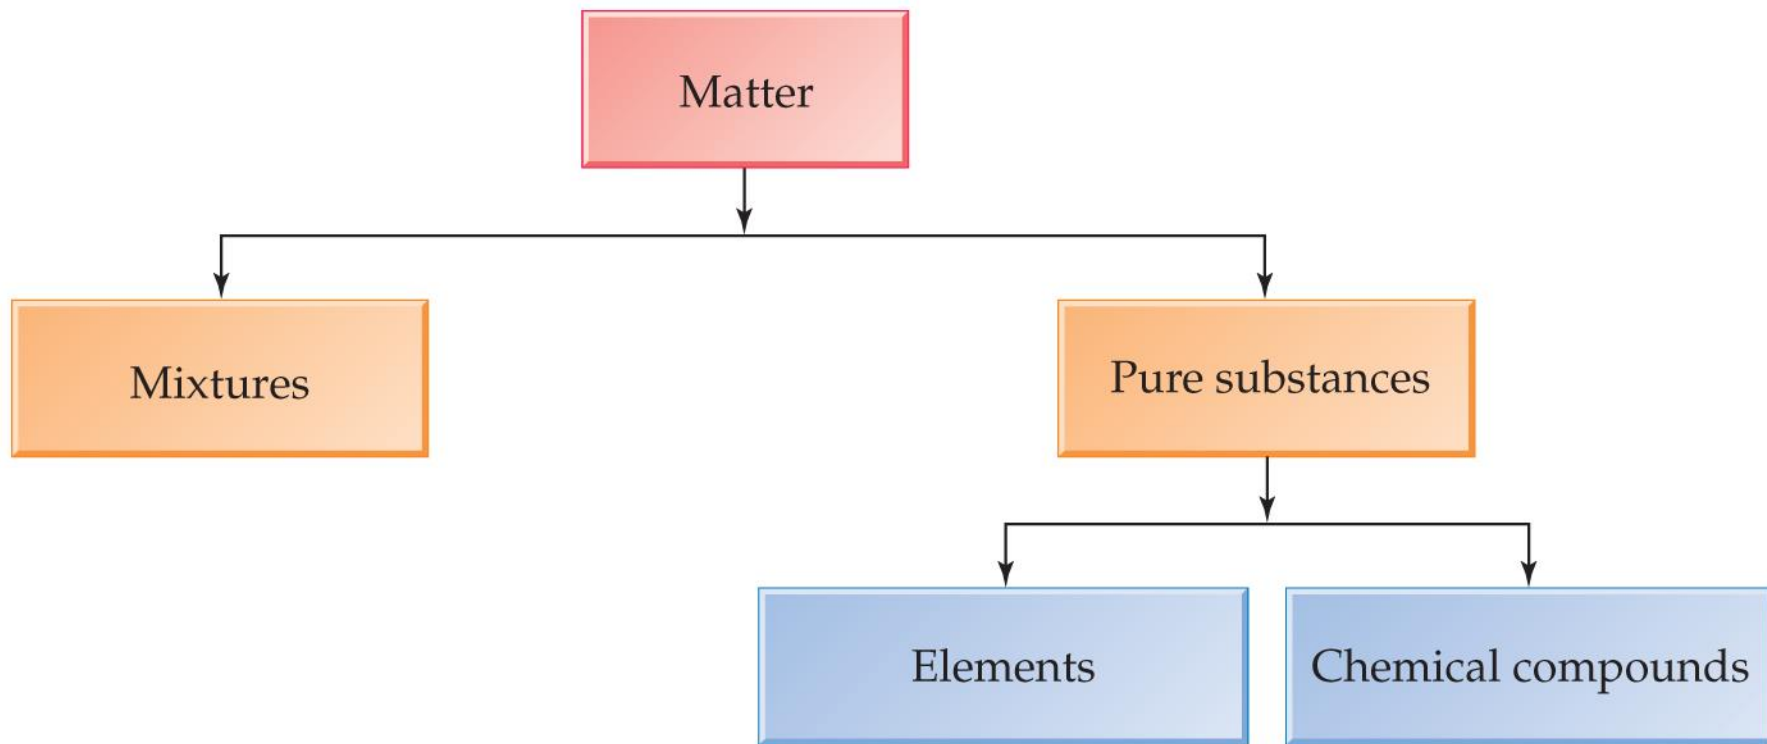 Matter
Mixtures
Pure substances
Elements
Chemical compounds